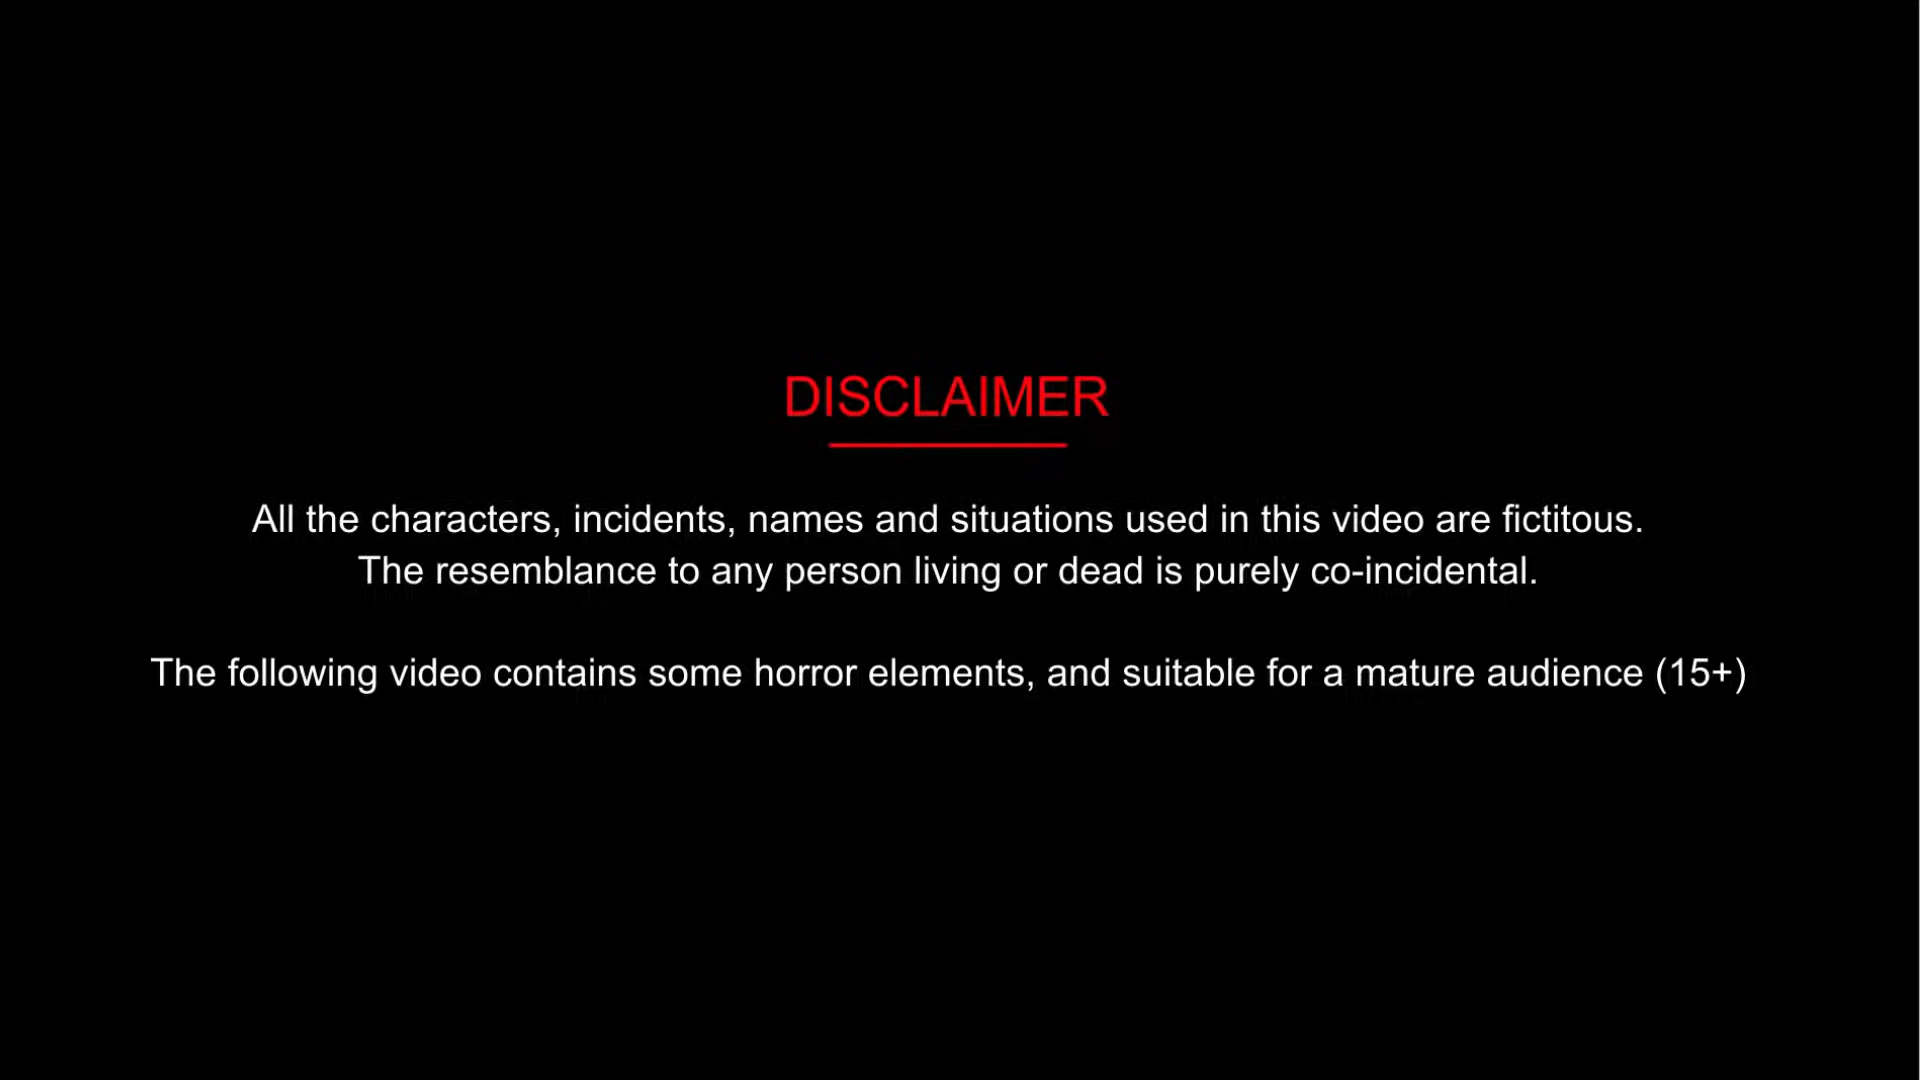 DISCLAIMER
All the characters, incidents, names and situations used in this video are fictitous.
The resemblance to any person living or dead is purely co-incidental.
The following video contains some horror elements, and suitable for a mature audience (15+)